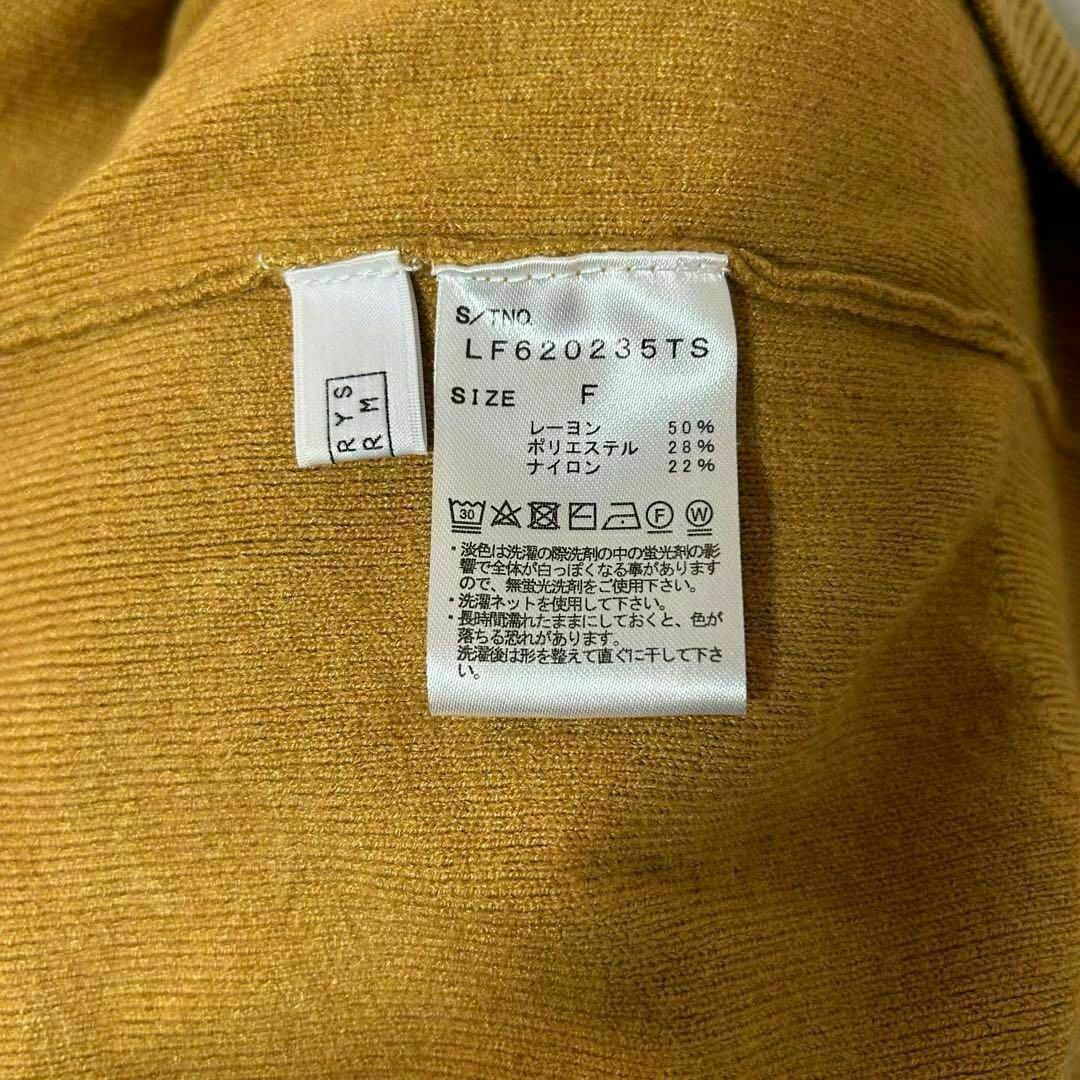 RYS
RM
S/TNO.
LF620235TS
SIZE F
レーヨン 50%
ポリエステル 28%
ナイロン 22%
30 F W
・淡色は洗濯の際洗剤の中の蛍光剤の影
響で全体が白っぽくなる事があります
ので、無蛍光洗剤をご使用下さい。
・洗濯ネットを使用して下さい。
・長時間濡れたままにしておくと、色が
落ちる恐れがあります。
洗濯後は形を整えて直ぐに干して下さ
い。